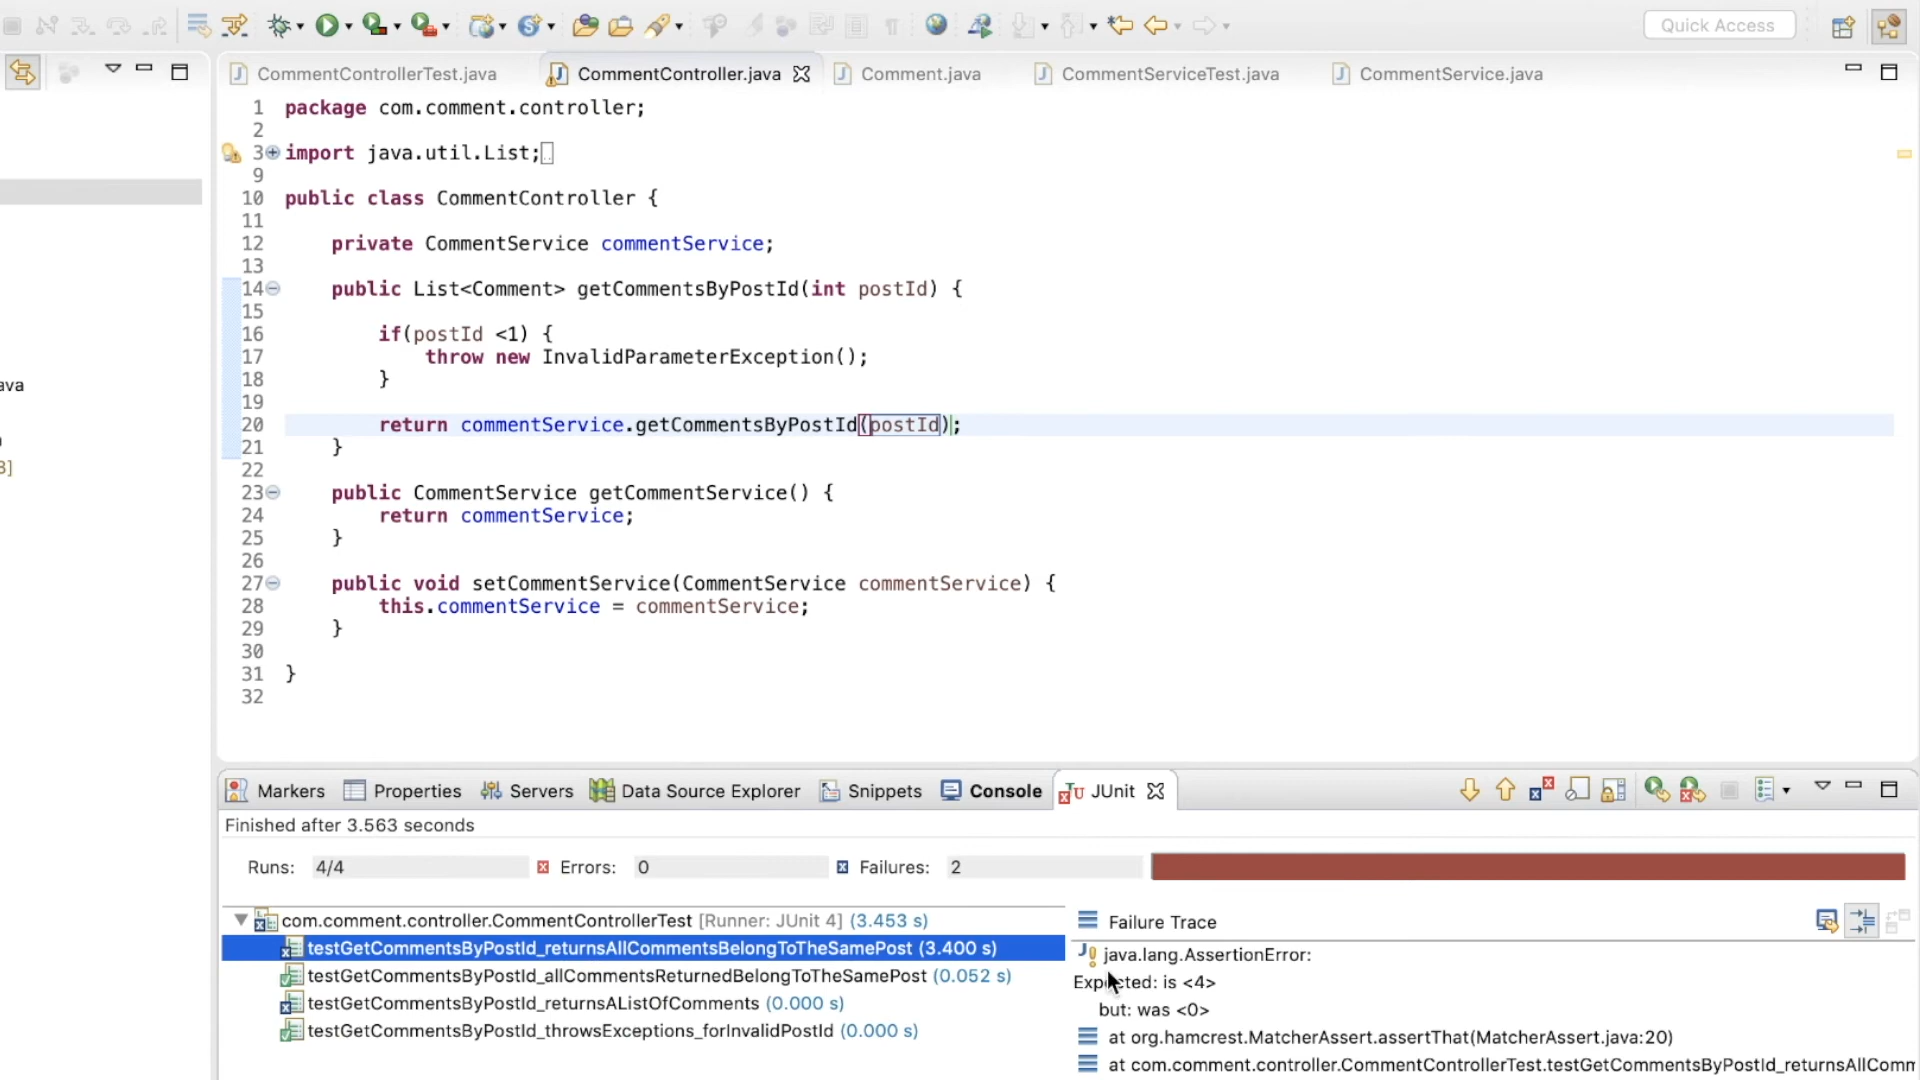 Quick Access
CommentControllerTest.java
CommentController.java
Comment.java
CommentServiceTest.java
CommentService.java
1 package com.comment.controller;
2
3 import java.util.List;
9
10 public class CommentController {
11
12 private CommentService commentService;
13
14 public List<Comment> getCommentsByPostId(int postId) {
15
16 if(postId <1) {
17 throw new InvalidParameterException();
18 }
19
20 return commentService.getCommentsByPostId(postId);
21 }
22
23 public CommentService getCommentService() {
24 return commentService;
25 }
26
27 public void setCommentService(CommentService commentService) {
28 this.commentService = commentService;
29 }
30
31 }
32
ava
3]
Markers Properties Servers Data Source Explorer Snippets Console JUnit
Finished after 3.563 seconds
Runs: 4/4 Errors: 0 Failures: 2
com.comment.controller.CommentControllerTest [Runner: JUnit 4] (3.453 s)
testGetCommentsByPostId_returnsAllCommentsBelongToTheSamePost (3.400 s)
testGetCommentsByPostId_allCommentsReturnedBelongToTheSamePost (0.052 s)
testGetCommentsByPostId_returnsAListOfComments (0.000 s)
testGetCommentsByPostId_throwsExceptions_forInvalidPostId (0.000 s)
Failure Trace
java.lang.AssertionError:
Expected: is <4>
but: was <0>
at org.hamcrest.MatcherAssert.assertThat(MatcherAssert.java:20)
at com.comment.controller.CommentControllerTest.testGetCommentsByPostId_returnsAllComm